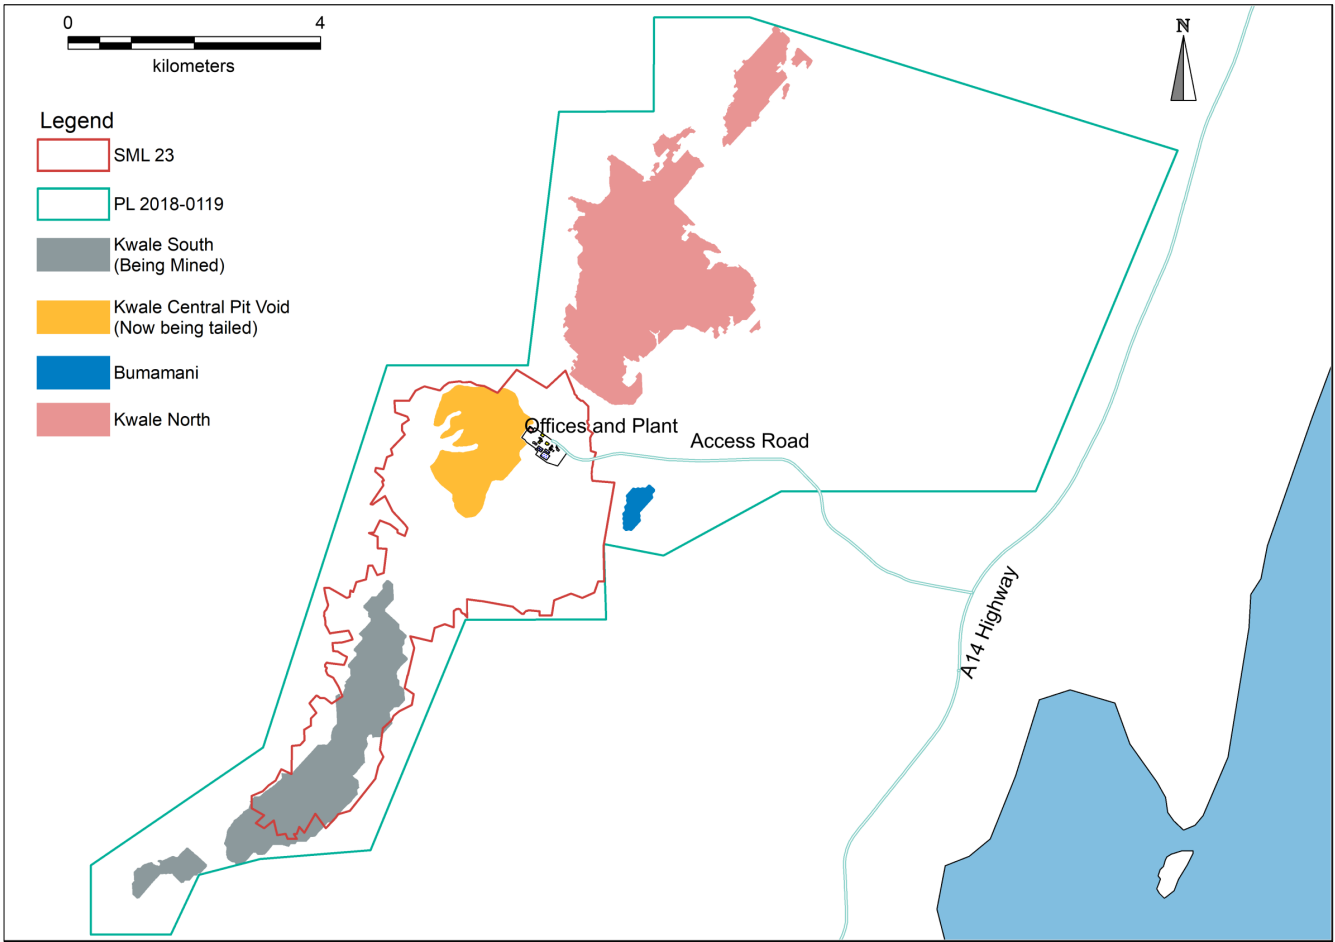 0 4
kilometers
N
Legend
SML 23
PL 2018-0119
Kwale South
(Being Mined)
Kwale Central Pit Void
(Now being tailed)
Bumamani
Kwale North
Offices and Plant
Access Road
A14 Highway